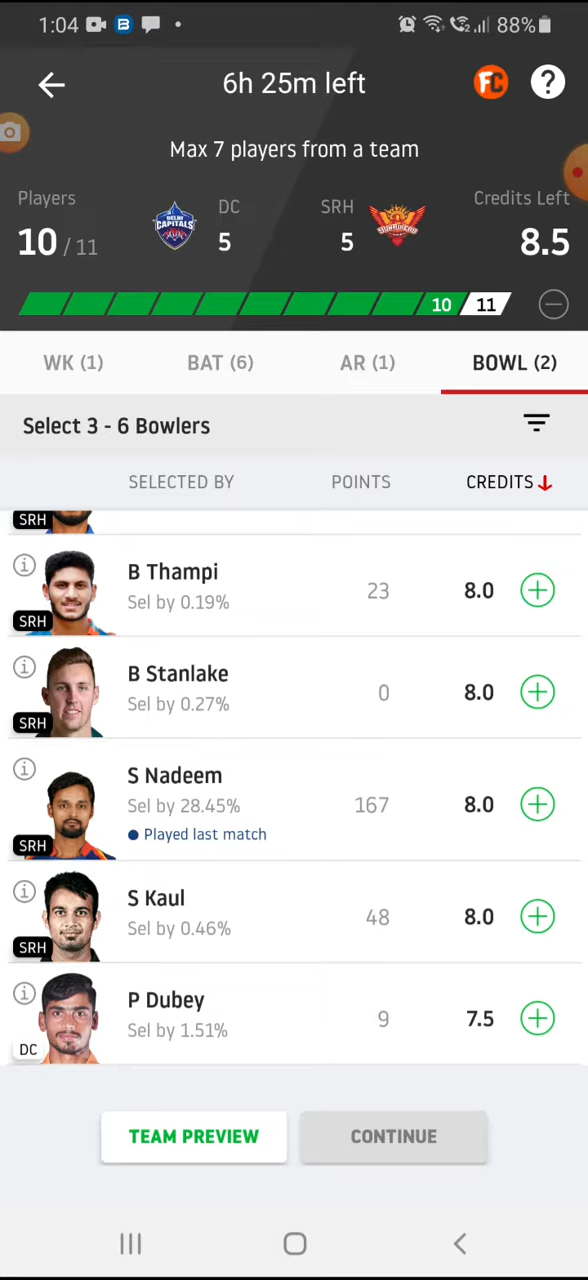 1:04 B 88%
6h 25m left FC ?
Max 7 players from a team
Players DC SRH Credits Left
DELHI CAPITALS
SUNRISERS
10 / 11 5 5 8.5
10 11
WK (1) BAT (6) AR (1) BOWL (2)
Select 3 - 6 Bowlers
SELECTED BY POINTS CREDITS
SRH
B Thampi
Sel by 0.19% 23 8.0
SRH
B Stanlake
Sel by 0.27% 0 8.0
SRH
S Nadeem
Sel by 28.45% 167 8.0
Played last match
SRH
S Kaul
Sel by 0.46% 48 8.0
SRH
P Dubey
Sel by 1.51% 9 7.5
DC
TEAM PREVIEW CONTINUE